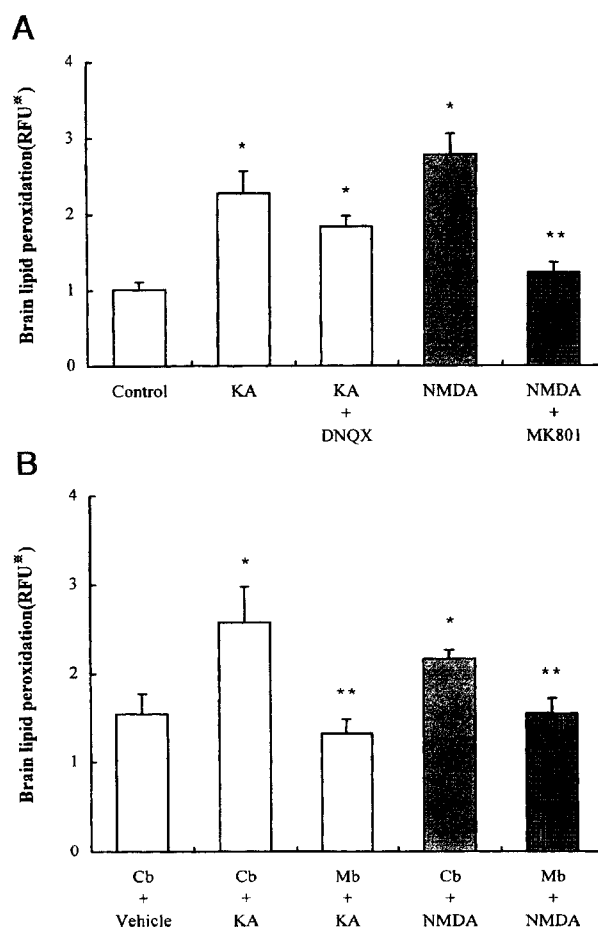 A
Brain lipid peroxidation(RFU※)
4
3
2
1
0
*
*
*
**
Control
KA
KA
+
DNQX
NMDA
NMDA
+
MK801
B
Brain lipid peroxidation(RFU※)
4
3
2
1
0
*
**
*
**
Cb
+
Vehicle
Cb
+
KA
Mb
+
KA
Cb
+
NMDA
Mb
+
NMDA